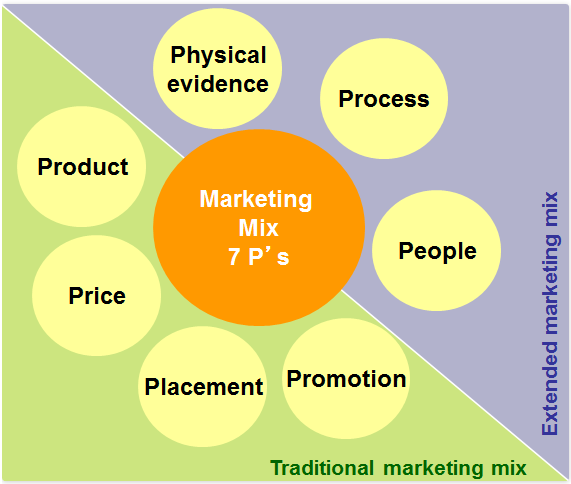 Physical
evidence
Process
Product
Marketing
Mix
7 P’s
People
Price
Placement
Promotion
Extended marketing mix
Traditional marketing mix